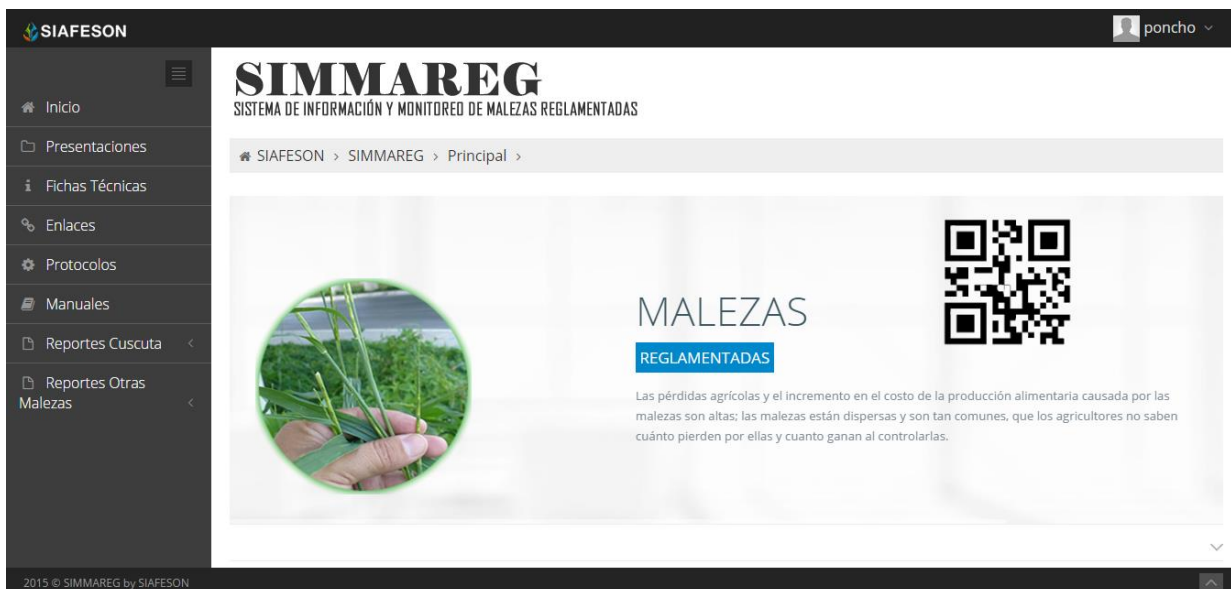 SIAFESON
poncho
SIMMAREG
SISTEMA DE INFORMACIÓN Y MONITOREO DE MALEZAS REGLAMENTADAS
Inicio
Presentaciones
Fichas Técnicas
Enlaces
Protocolos
Manuales
Reportes Cuscuta
Reportes Otras
Malezas
SIAFESON > SIMMAREG > Principal >
MALEZAS
REGLAMENTADAS
Las pérdidas agrícolas y el incremento en el costo de la producción alimentaria causada por las
malezas son altas; las malezas están dispersas y son tan comunes, que los agricultores no saben
cuánto pierden por ellas y cuanto ganan al controlarlas.
2015 © SIMMAREG by SIAFESON